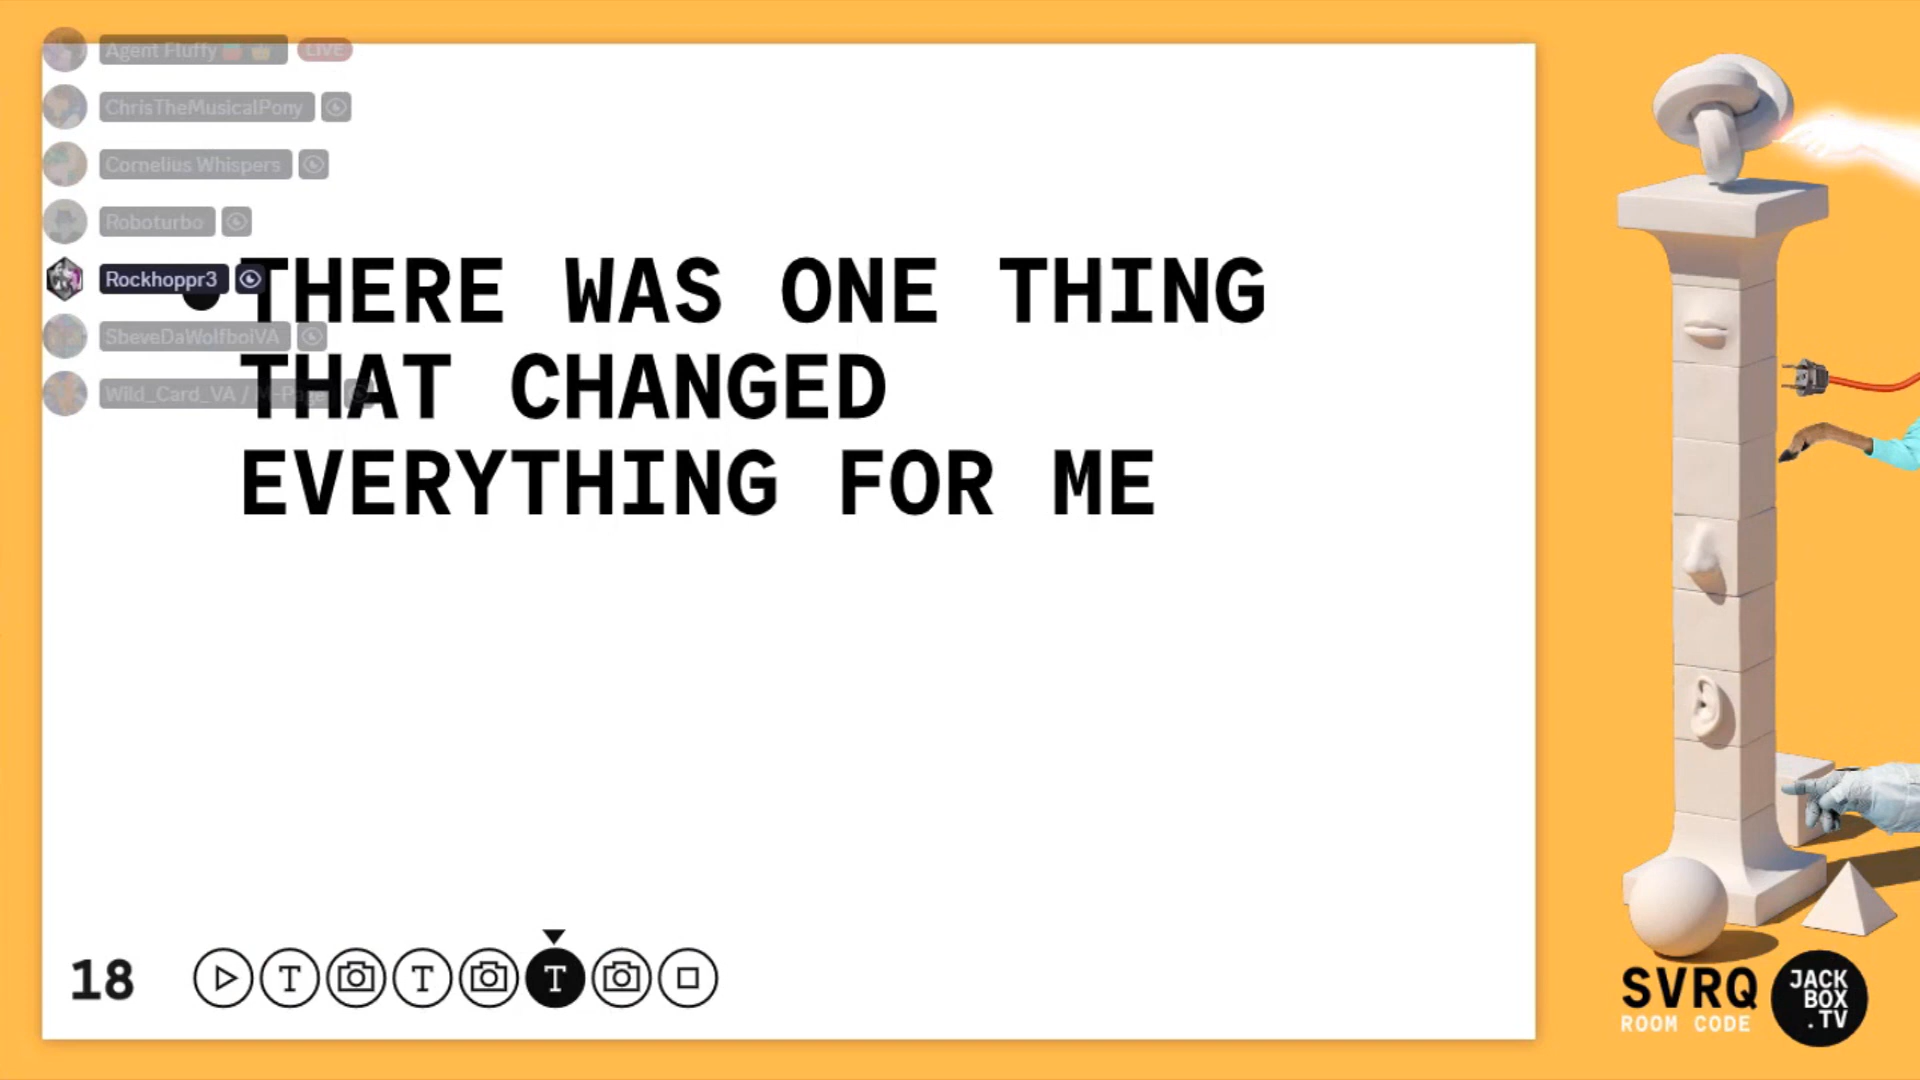 Agent Fluffy
LIVE
ChrisTheMusicalPony
Cornelius Whispers
Roboturbo
Rockhoppr3
SbeveDaWolfboiVA
Wild_Card_VA /
THERE WAS ONE THING
THAT CHANGED
EVERYTHING FOR ME
18
T
T
T
SVRQ
ROOM CODE
JACK
BOX
.TV